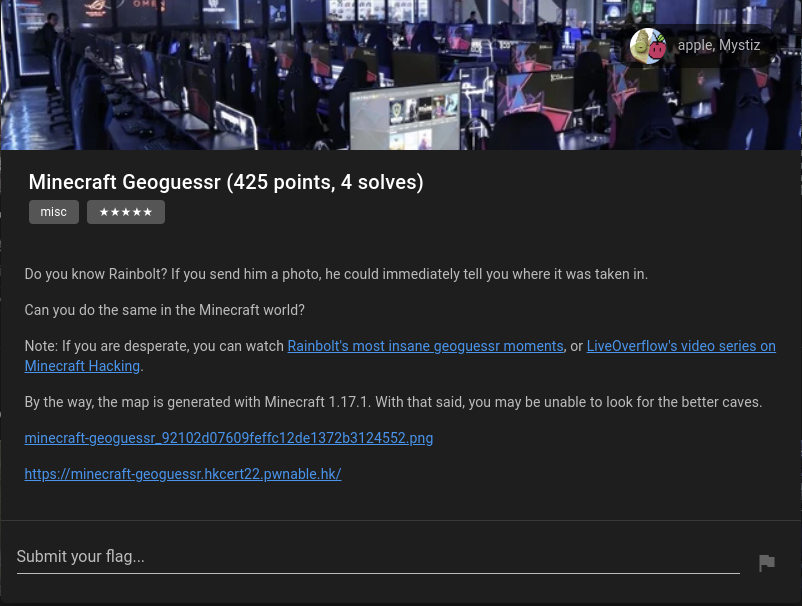 OMEN
apple, Mystiz
Minecraft Geoguessr (425 points, 4 solves)
misc
★★★★★
Do you know Rainbolt? If you send him a photo, he could immediately tell you where it was taken in.
Can you do the same in the Minecraft world?
Note: If you are desperate, you can watch Rainbolt's most insane geoguessr moments, or LiveOverflow's video series on
Minecraft Hacking.
By the way, the map is generated with Minecraft 1.17.1. With that said, you may be unable to look for the better caves.
minecraft-geoguessr_92102d07609feffc12de1372b3124552.png
https://minecraft-geoguessr.hkcert22.pwnable.hk/
Submit your flag...